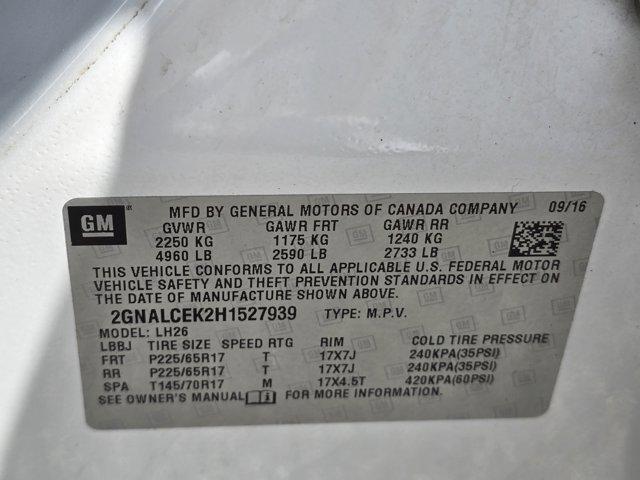 GM ® MFD BY GENERAL MOTORS OF CANADA COMPANY 09/16
GVWR GAWR FRT GAWR RR
2250 KG 1175 KG 1240 KG
4960 LB 2590 LB 2733 LB
THIS VEHICLE CONFORMS TO ALL APPLICABLE U.S. FEDERAL MOTOR
VEHICLE SAFETY AND THEFT PREVENTION STANDARDS IN EFFECT ON
THE DATE OF MANUFACTURE SHOWN ABOVE.
2GNALCEK2H1527939 TYPE: M.P.V.
MODEL: LH26
LBBJ TIRE SIZE SPEED RTG RIM COLD TIRE PRESSURE
FRT P225/65R17 T 17X7J 240KPA(35PSI)
RR P225/65R17 T 17X7J 240KPA(35PSI)
SPA T145/70R17 M 17X4.5T 420KPA(60PSI)
SEE OWNER'S MANUAL FOR MORE INFORMATION.